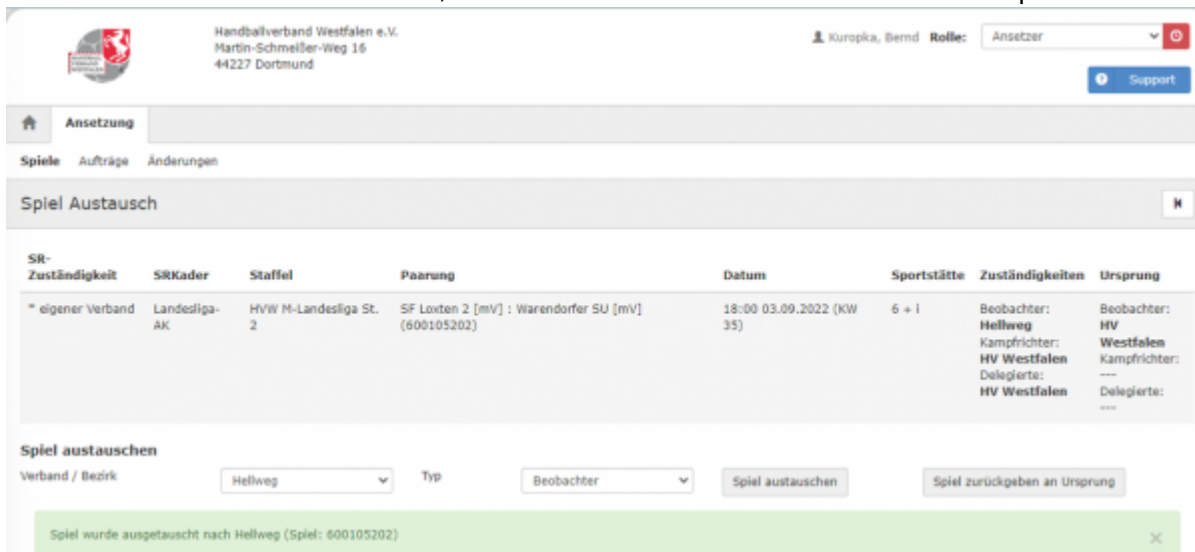 Handballverband Westfalen e.V.
Martin-Schmeißer-Weg 16
44227 Dortmund
Kuropka, Bernd Rolle: Ansetzer
Support
Ansetzung
Spiele Aufträge Änderungen
Spiel Austausch
SR-
Zuständigkeit SRKader Staffel Paarung Datum Sportstätte Zuständigkeiten Ursprung
* eigener Verband Landesliga- HVW M-Landesliga St. SF Loxten 2 [mV] : Warendorfer SU [mV] 18:00 03.09.2022 (KW 6 + i Beobachter: Beobachter:
AK 2 (600105202) 35) Hellweg HV
Kampfrichter: Westfalen
HV Westfalen Kampfrichter:
Delegierte: ---
HV Westfalen Delegierte:
---
Spiel austauschen
Verband / Bezirk Hellweg Typ Beobachter Spiel austauschen Spiel zurückgeben an Ursprung
Spiel wurde ausgetauscht nach Hellweg (Spiel: 600105202)